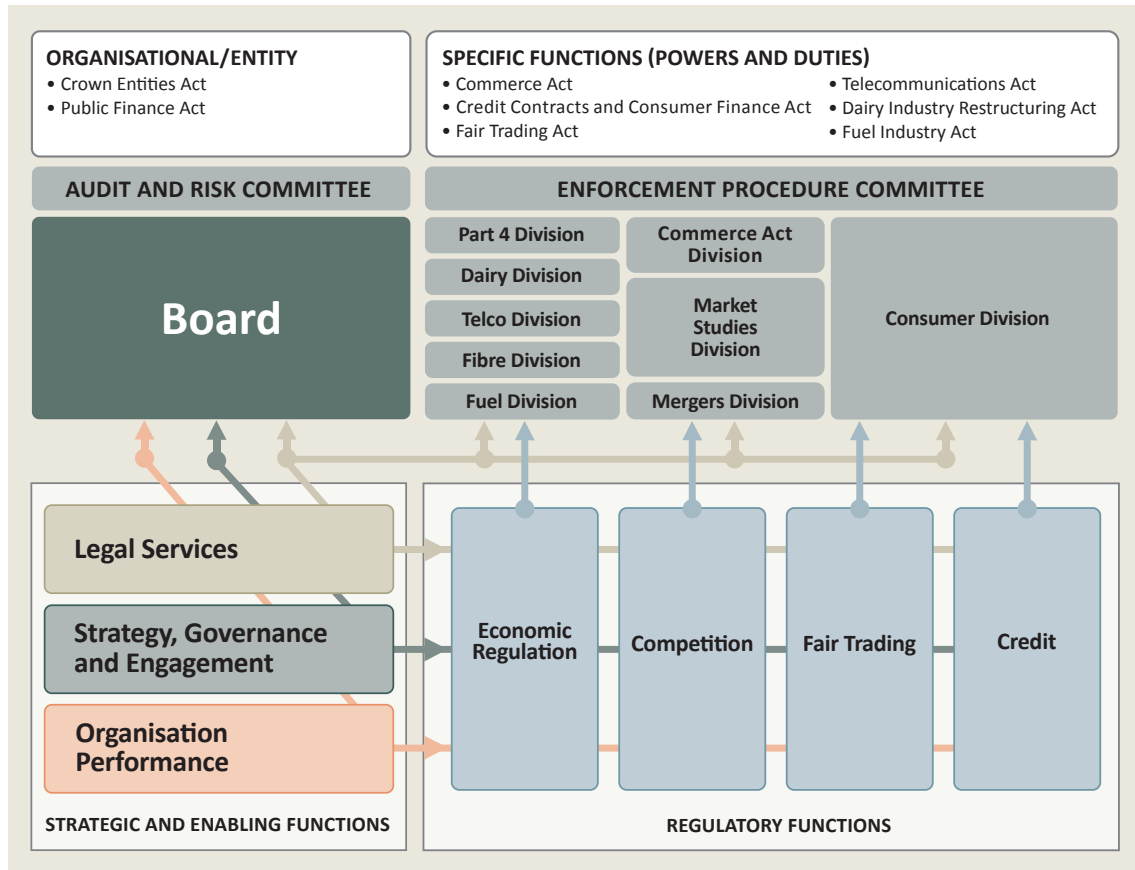 ORGANISATIONAL/ENTITY
• Crown Entities Act
• Public Finance Act
SPECIFIC FUNCTIONS (POWERS AND DUTIES)
• Commerce Act
• Credit Contracts and Consumer Finance Act
• Fair Trading Act
• Telecommunications Act
• Dairy Industry Restructuring Act
• Fuel Industry Act
AUDIT AND RISK COMMITTEE
ENFORCEMENT PROCEDURE COMMITTEE
Board
Part 4 Division
Dairy Division
Telco Division
Fibre Division
Fuel Division
Commerce Act
Division
Market
Studies
Division
Mergers Division
Consumer Division
Legal Services
Strategy, Governance
and Engagement
Organisation
Performance
STRATEGIC AND ENABLING FUNCTIONS
Economic
Regulation
Competition
Fair Trading
Credit
REGULATORY FUNCTIONS